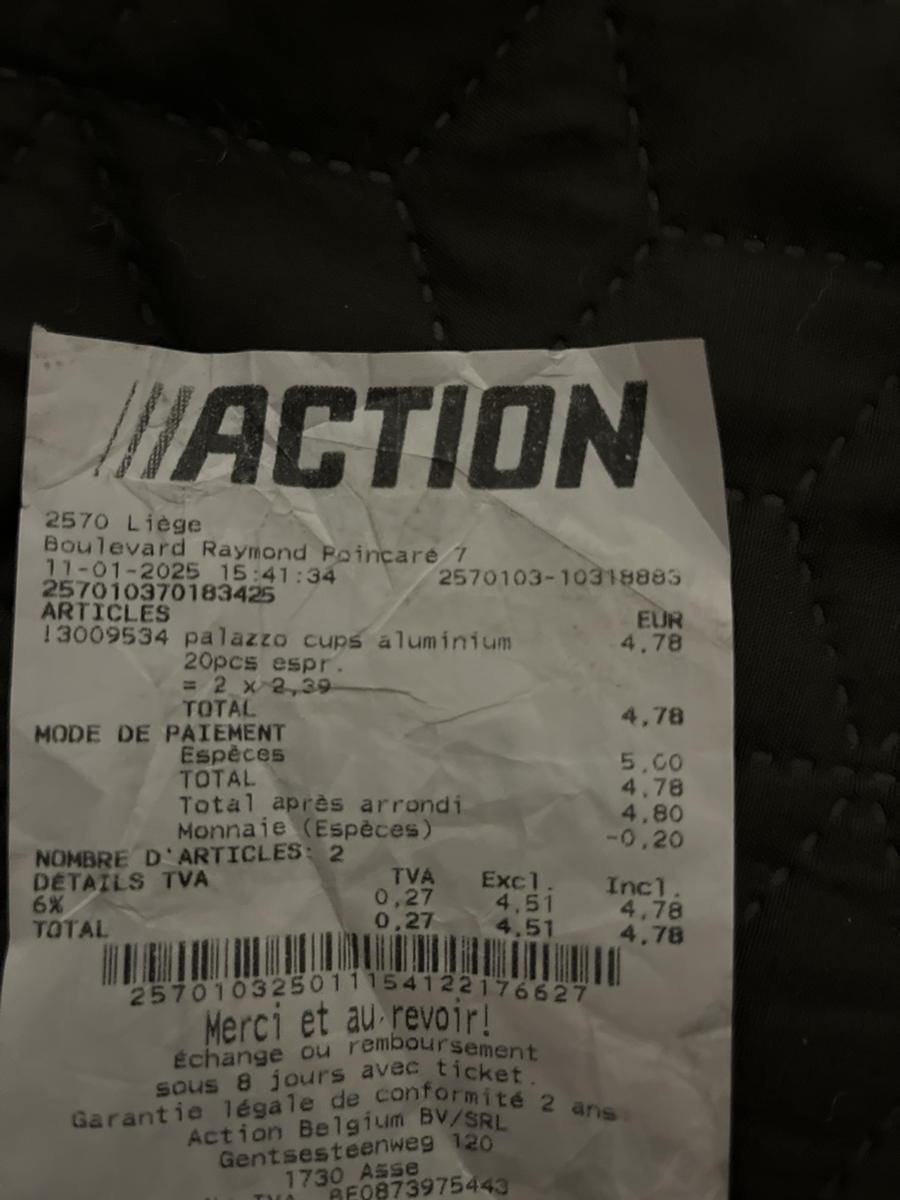 ACTION
2570 Liège
Boulevard Raymond Poincaré 7
11-01-2025 15:41:34 2570103-10318883
257010370183425
ARTICLES EUR
13009534 palazzo cups aluminium 4,78
20pcs espr.
= 2 x 2,39
TOTAL 4,78
MODE DE PAIEMENT
Espèces 5,00
TOTAL 4,78
Total après arrondi 4,80
Monnaie (Espèces) -0,20
NOMBRE D'ARTICLES: 2
DÉTAILS TVA TVA Excl. Incl.
6% 0,27 4,51 4,78
TOTAL 0,27 4,51 4,78
2570103250111154122176627
Merci et au revoir!
Échange ou remboursement
sous 8 jours avec ticket.
Garantie légale de conformité 2 ans
Action Belgium BV/SRL
Gentsesteenweg 120
1730 Asse
TVA BE0873975443